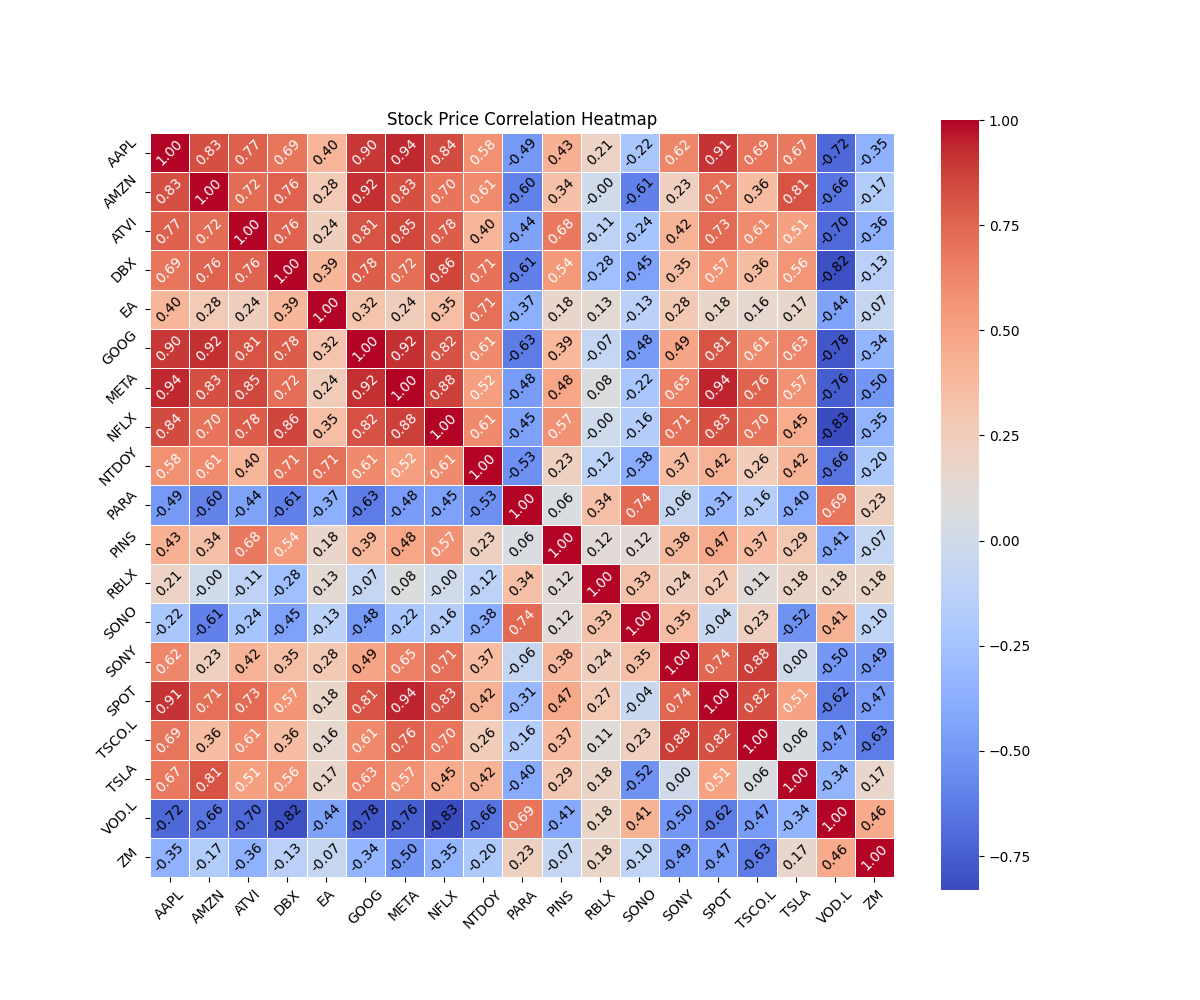 Stock Price Correlation Heatmap
AAPL 1.00 0.83 0.77 0.69 0.40 0.90 0.94 0.84 0.58 -0.49 0.43 0.21 -0.22 0.62 0.91 0.69 0.67 -0.72 -0.35
AMZN 0.83 1.00 0.72 0.76 0.28 0.92 0.83 0.70 0.61 -0.60 0.34 -0.00 -0.61 0.23 0.71 0.36 0.81 -0.66 -0.17
ATVI 0.77 0.72 1.00 0.76 0.24 0.81 0.85 0.78 0.40 -0.44 0.68 -0.11 -0.24 0.42 0.73 0.61 0.51 -0.70 -0.36
DBX 0.69 0.76 0.76 1.00 0.39 0.78 0.72 0.86 0.71 -0.61 0.54 -0.28 -0.45 0.35 0.57 0.36 0.56 -0.82 -0.13
EA 0.40 0.28 0.24 0.39 1.00 0.32 0.24 0.35 0.71 -0.37 0.18 0.13 -0.13 0.28 0.18 0.16 0.17 -0.44 -0.07
GOOG 0.90 0.92 0.81 0.78 0.32 1.00 0.92 0.82 0.61 -0.63 0.39 -0.07 -0.48 0.49 0.81 0.61 0.63 -0.78 -0.34
META 0.94 0.83 0.85 0.72 0.24 0.92 1.00 0.88 0.52 -0.48 0.48 0.08 -0.22 0.65 0.94 0.76 0.57 -0.76 -0.50
NFLX 0.84 0.70 0.78 0.86 0.35 0.82 0.88 1.00 0.61 -0.45 0.57 -0.00 -0.16 0.71 0.83 0.70 0.45 -0.83 -0.35
NTDOY 0.58 0.61 0.40 0.71 0.71 0.61 0.52 0.61 1.00 -0.53 0.23 -0.12 -0.38 0.37 0.42 0.26 0.42 -0.66 -0.20
PARA -0.49 -0.60 -0.44 -0.61 -0.37 -0.63 -0.48 -0.45 -0.53 1.00 0.06 0.34 0.74 -0.06 -0.31 -0.16 -0.40 0.69 0.23
PINS 0.43 0.34 0.68 0.54 0.18 0.39 0.48 0.57 0.23 0.06 1.00 0.12 0.12 0.38 0.47 0.37 0.29 -0.41 -0.07
RBLX 0.21 -0.00 -0.11 -0.28 0.13 -0.07 0.08 -0.00 -0.12 0.34 0.12 1.00 0.33 0.24 0.27 0.11 0.18 0.18 0.18
SONO -0.22 -0.61 -0.24 -0.45 -0.13 -0.48 -0.22 -0.16 -0.38 0.74 0.12 0.33 1.00 0.35 -0.04 0.23 -0.52 0.41 -0.10
SONY 0.62 0.23 0.42 0.35 0.28 0.49 0.65 0.71 0.37 -0.06 0.38 0.24 0.35 1.00 0.74 0.88 0.00 -0.50 -0.49
SPOT 0.91 0.71 0.73 0.57 0.18 0.81 0.94 0.83 0.42 -0.31 0.47 0.27 -0.04 0.74 1.00 0.82 0.51 -0.62 -0.47
TSCO.L 0.69 0.36 0.61 0.36 0.16 0.61 0.76 0.70 0.26 -0.16 0.37 0.11 0.23 0.88 0.82 1.00 0.06 -0.47 -0.63
TSLA 0.67 0.81 0.51 0.56 0.17 0.63 0.57 0.45 0.42 -0.40 0.29 0.18 -0.52 0.00 0.51 0.06 1.00 -0.34 0.17
VOD.L -0.72 -0.66 -0.70 -0.82 -0.44 -0.78 -0.76 -0.83 -0.66 0.69 -0.41 0.18 0.41 -0.50 -0.62 -0.47 -0.34 1.00 0.46
ZM -0.35 -0.17 -0.36 -0.13 -0.07 -0.34 -0.50 -0.35 -0.20 0.23 -0.07 0.18 -0.10 -0.49 -0.47 -0.63 0.17 0.46 1.00
AAPL AMZN ATVI DBX EA GOOG META NFLX NTDOY PARA PINS RBLX SONO SONY SPOT TSCO.L TSLA VOD.L ZM
1.00
0.75
0.50
0.25
0.00
−0.25
−0.50
−0.75